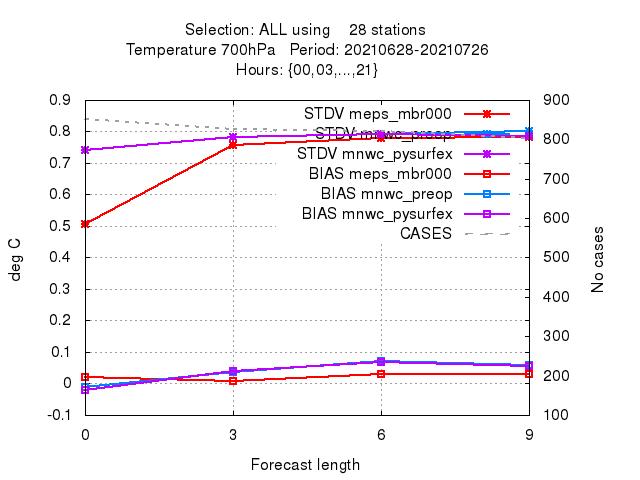 Selection: ALL using 28 stations
Temperature 700hPa Period: 20210628-20210726
Hours: {00,03,...,21}
0.9
0.8
0.7
0.6
0.5
0.4
0.3
0.2
0.1
0
-0.1
deg C
STDV meps_mbr000
STDV mnwc_preop
STDV mnwc_pysurfex
BIAS meps_mbr000
BIAS mnwc_preop
BIAS mnwc_pysurfex
CASES
900
800
700
600
500
400
300
200
100
No cases
0 3 6 9
Forecast length